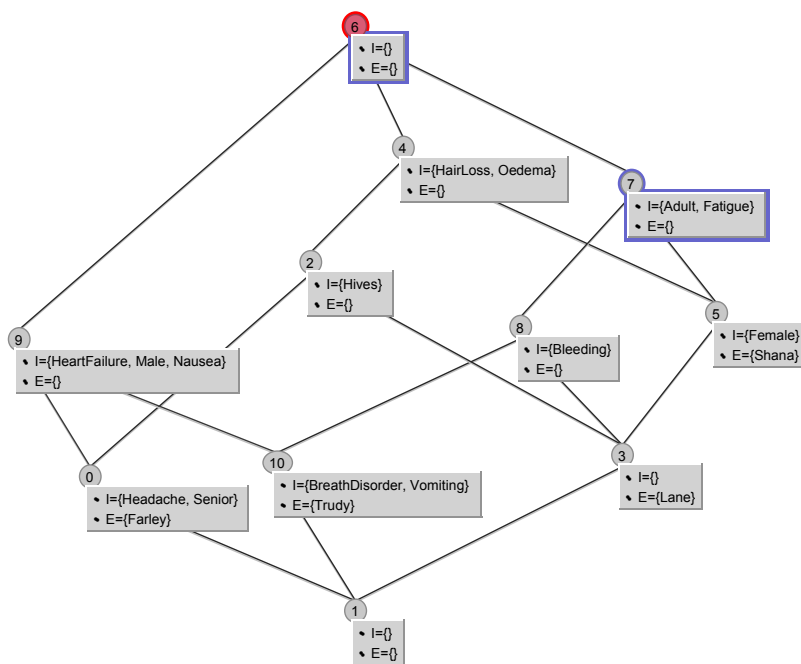 6
I={}
E={}
4
I={HairLoss, Oedema}
E={}
7
I={Adult, Fatigue}
E={}
2
I={Hives}
E={}
9
I={HeartFailure, Male, Nausea}
E={}
8
I={Bleeding}
E={}
5
I={Female}
E={Shana}
0
I={Headache, Senior}
E={Farley}
10
I={BreathDisorder, Vomiting}
E={Trudy}
3
I={}
E={Lane}
1
I={}
E={}